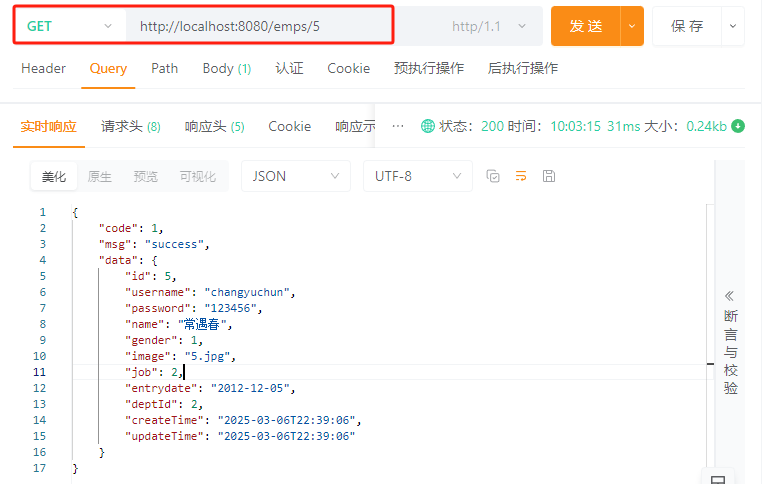 GET http://localhost:8080/emps/5 http/1.1 发 送 保 存
Header Query Path Body (1) 认证 Cookie 预执行操作 后执行操作
实时响应 请求头 (8) 响应头 (5) Cookie 响应示 ··· 状态： 200 时间： 10:03:15 31ms 大小： 0.24kb
美化 原生 预览 可视化 JSON UTF-8
1 {
2 "code": 1,
3 "msg": "success",
4 "data": {
5 "id": 5,
6 "username": "changyuchun",
7 "password": "123456",
8 "name": "常遇春",
9 "gender": 1,
10 "image": "5.jpg",
11 "job": 2,
12 "entrydate": "2012-12-05",
13 "deptId": 2,
14 "createTime": "2025-03-06T22:39:06",
15 "updateTime": "2025-03-06T22:39:06"
16 }
17 }
断言与校验